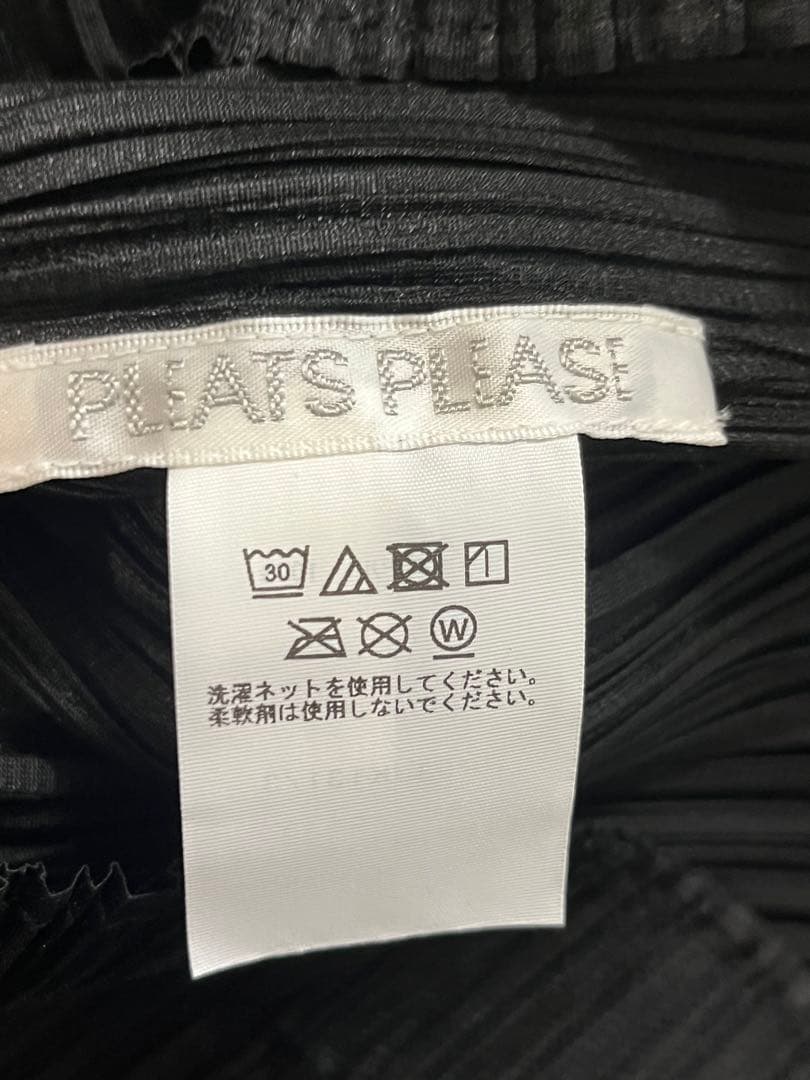 PLEATS PLEASE
30
W
洗濯ネットを使用してください。
柔軟剤は使用しないでください。